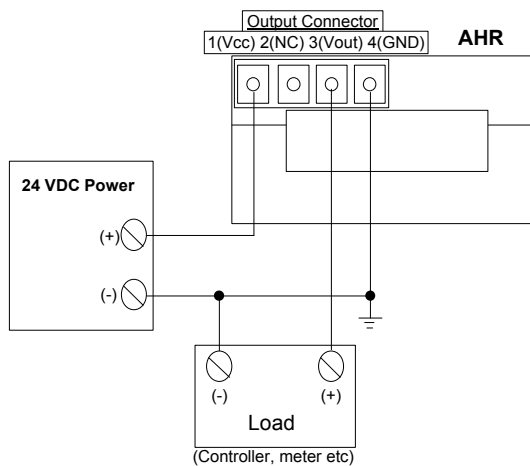 Output Connector
1(Vcc) 2(NC) 3(Vout) 4(GND)
AHR
24 VDC Power
(+)
(-)
(-)
(+)
Load
(Controller, meter etc)